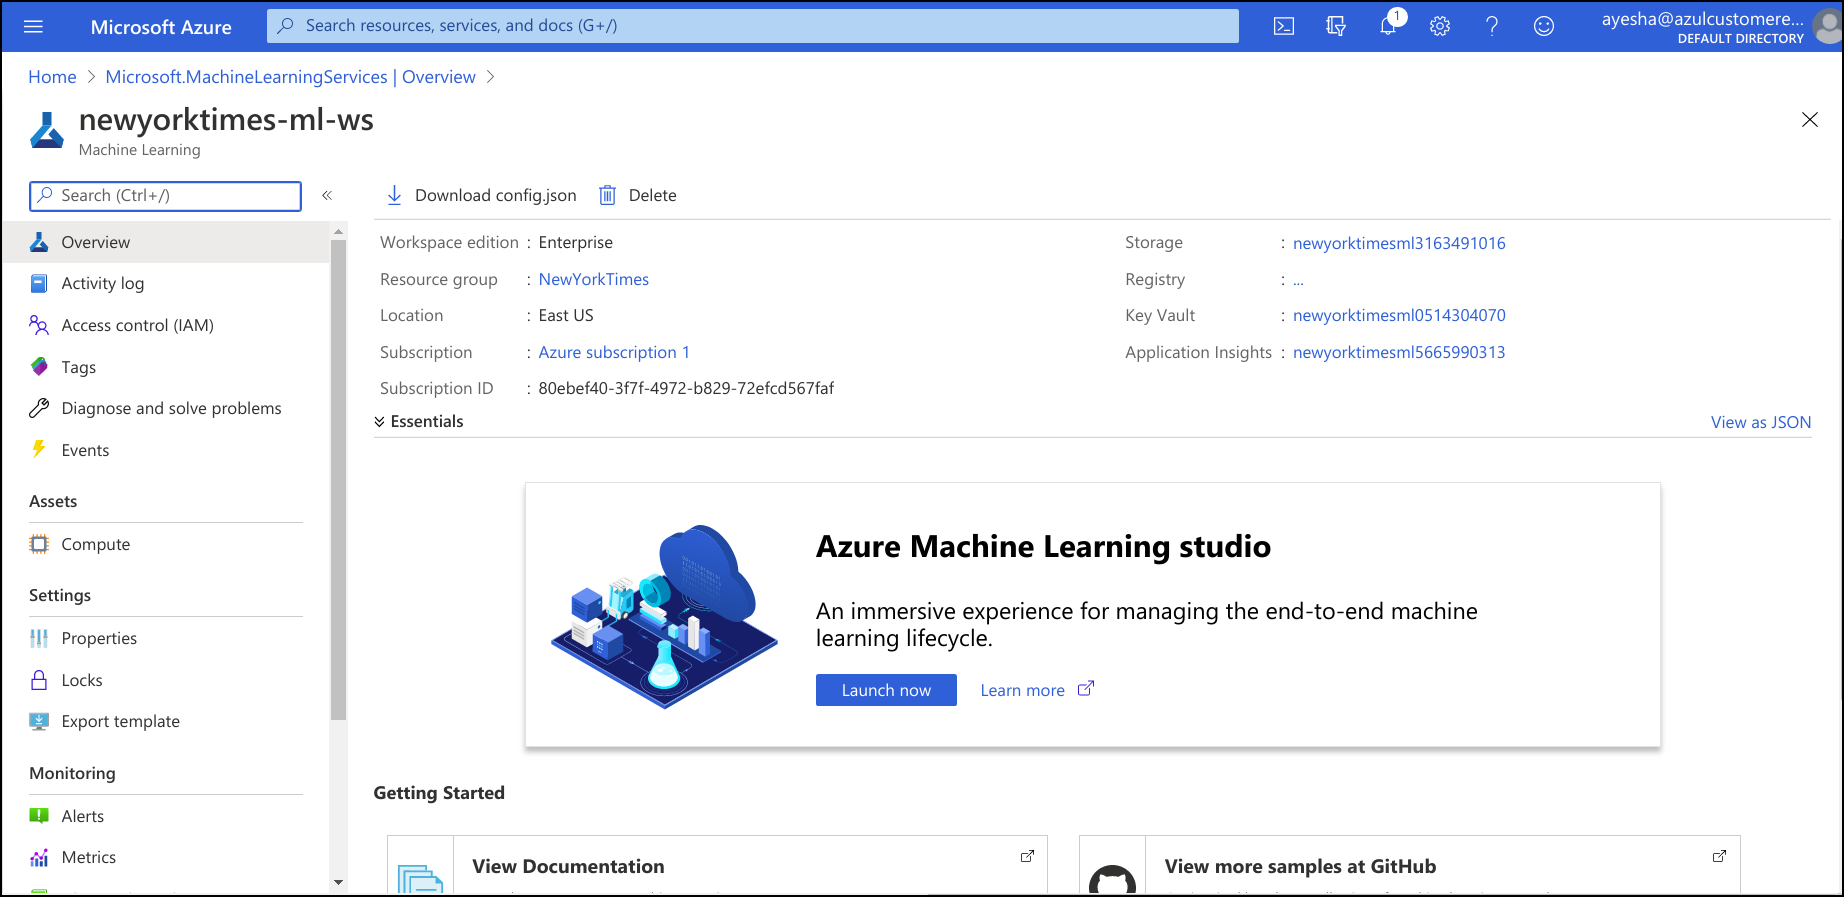 Microsoft Azure
Search resources, services, and docs (G+/)
1
ayesha@azulcustomere...
DEFAULT DIRECTORY
Home > Microsoft.MachineLearningServices | Overview >
newyorktimes-ml-ws
Machine Learning
Search (Ctrl+/)
«
Download config.json
Delete
Overview
Activity log
Access control (IAM)
Tags
Diagnose and solve problems
Events
Assets
Compute
Settings
Properties
Locks
Export template
Monitoring
Alerts
Metrics
Workspace edition : Enterprise
Resource group : NewYorkTimes
Location : East US
Subscription : Azure subscription 1
Subscription ID : 80ebef40-3f7f-4972-b829-72efcd567faf
Storage : newyorktimesml3163491016
Registry : ...
Key Vault : newyorktimesml0514304070
Application Insights : newyorktimesml5665990313
Essentials
View as JSON
Azure Machine Learning studio
An immersive experience for managing the end-to-end machine
learning lifecycle.
Launch now
Learn more
Getting Started
View Documentation
View more samples at GitHub